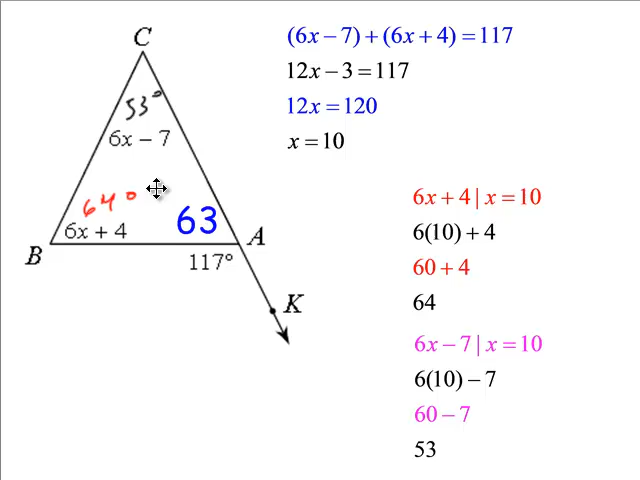 C
53°
6x − 7
64°
6x + 4
63
B
A
117°
K
(6x − 7) + (6x + 4) = 117
12x − 3 = 117
12x = 120
x = 10
6x + 4 | x = 10
6(10) + 4
60 + 4
64
6x − 7 | x = 10
6(10) − 7
60 − 7
53